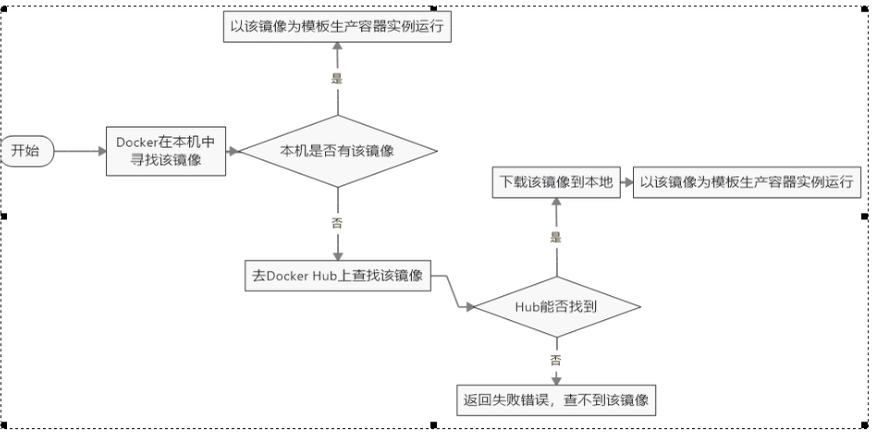 以该镜像为模板生产容器实例运行
是
开始
Docker在本机中
寻找该镜像
本机是否有该镜像
下载该镜像到本地
以该镜像为模板生产容器实例运行
否
是
去Docker Hub上查找该镜像
Hub能否找到
否
返回失败错误，查不到该镜像